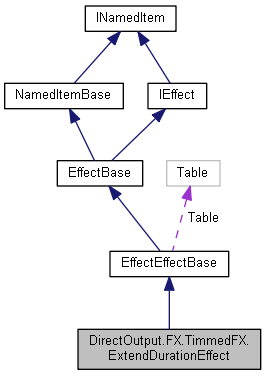 INamedItem
NamedItemBase
IEffect
EffectBase
Table
Table
EffectEffectBase
DirectOutput.FX.TimmedFX.
ExtendDurationEffect